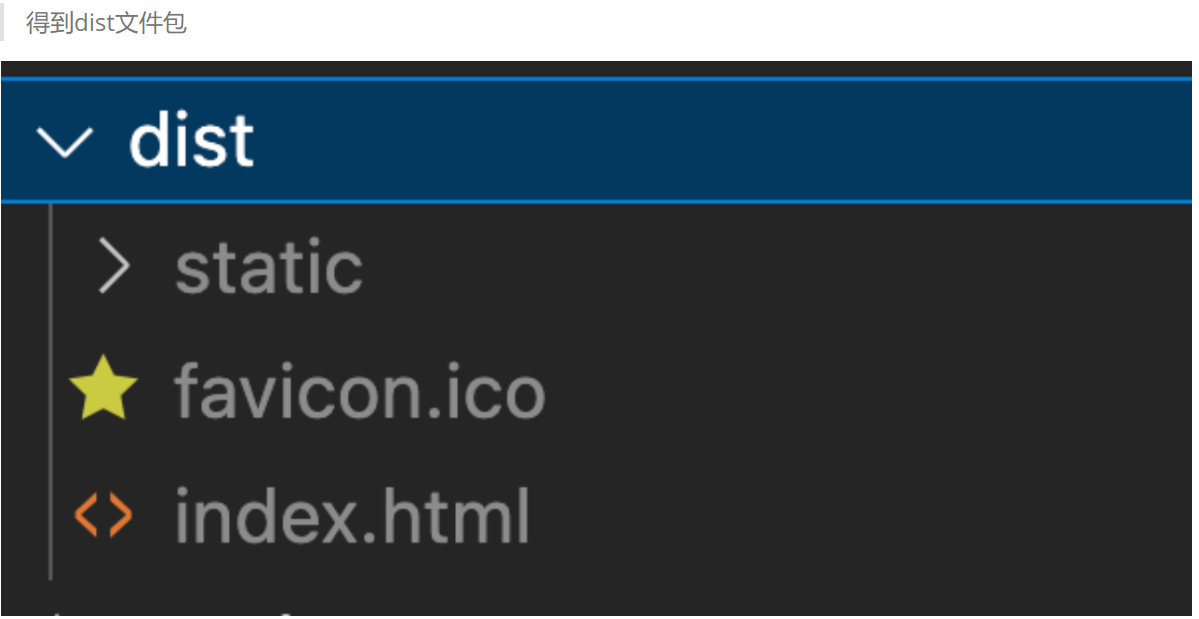 得到dist文件包
dist
static
favicon.ico
index.html